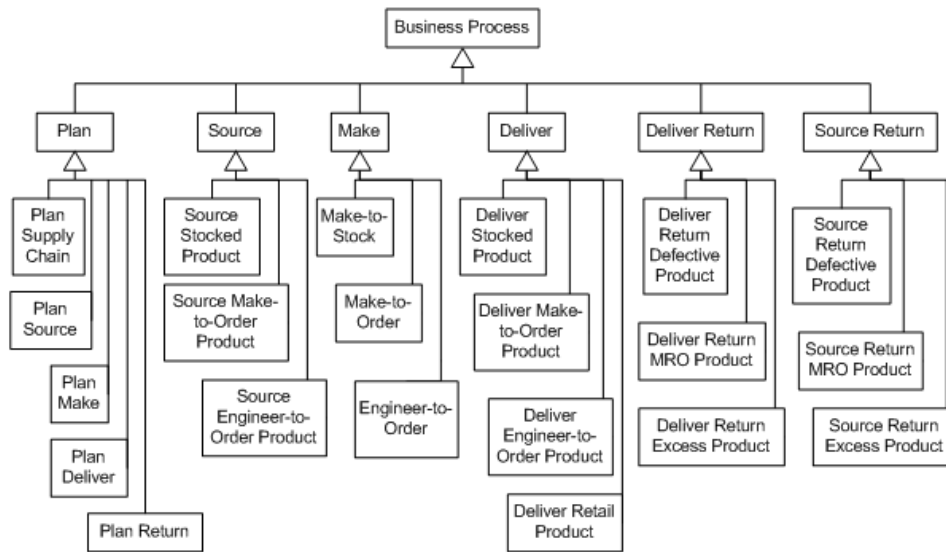 Business Process
Plan
Source
Make
Deliver
Deliver Return
Source Return
Plan
Supply
Chain
Plan
Source
Plan
Make
Plan
Deliver
Plan Return
Source
Stocked
Product
Source Make-
to-Order
Product
Source
Engineer-to-
Order Product
Make-to-
Stock
Make-to-
Order
Engineer-to-
Order
Deliver
Stocked
Product
Deliver Make-
to-Order
Product
Deliver
Engineer-to-
Order Product
Deliver Retail
Product
Deliver
Return
Defective
Product
Deliver Return
MRO Product
Deliver Return
Excess Product
Source
Return
Defective
Product
Source Return
MRO Product
Source Return
Excess Product